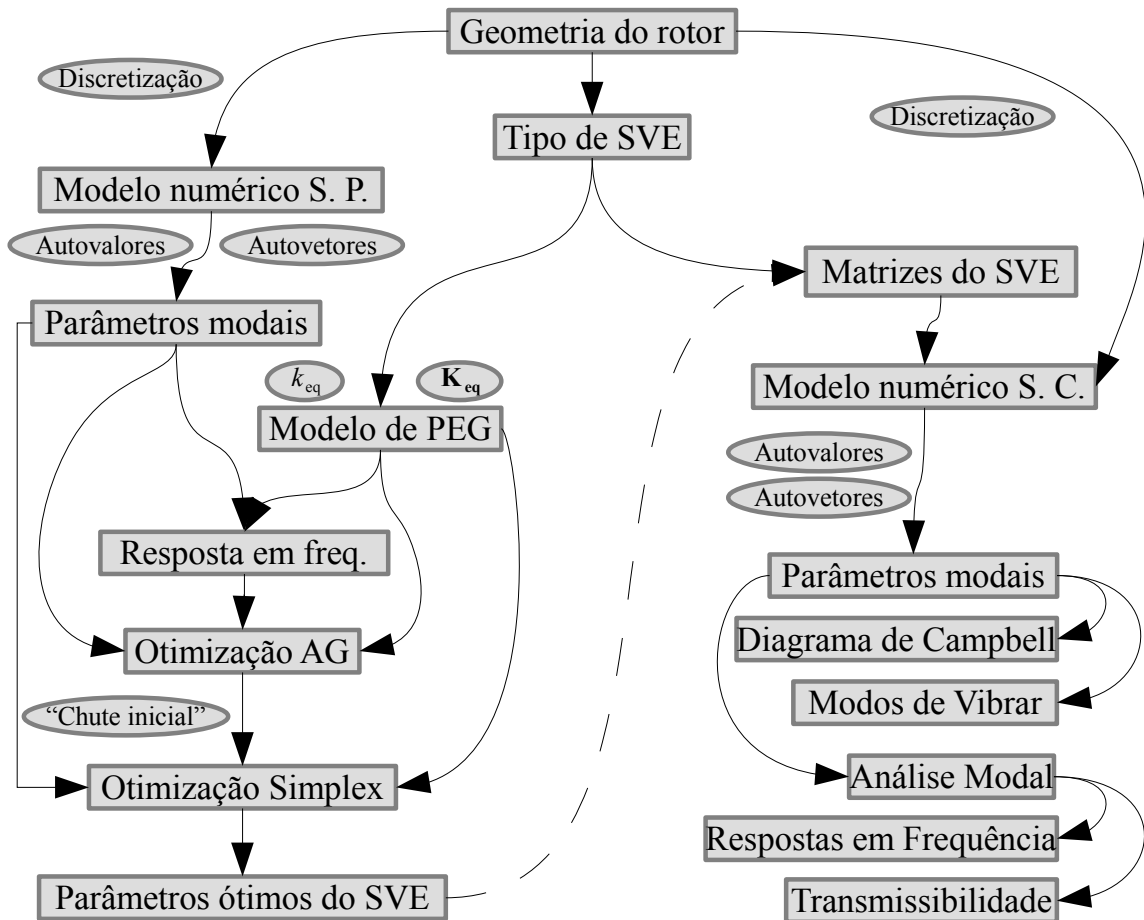 Geometria do rotor
Discretização
Discretização
Tipo de SVE
Modelo numérico S. P.
Autovalores
Autovetores
Matrizes do SVE
Parâmetros modais
k_eq
K_eq
Modelo numérico S. C.
Modelo de PEG
Autovalores
Autovetores
Resposta em freq.
Parâmetros modais
Otimização AG
Diagrama de Campbell
Modos de Vibrar
“Chute inicial”
Otimização Simplex
Análise Modal
Respostas em Frequência
Parâmetros ótimos do SVE
Transmissibilidade